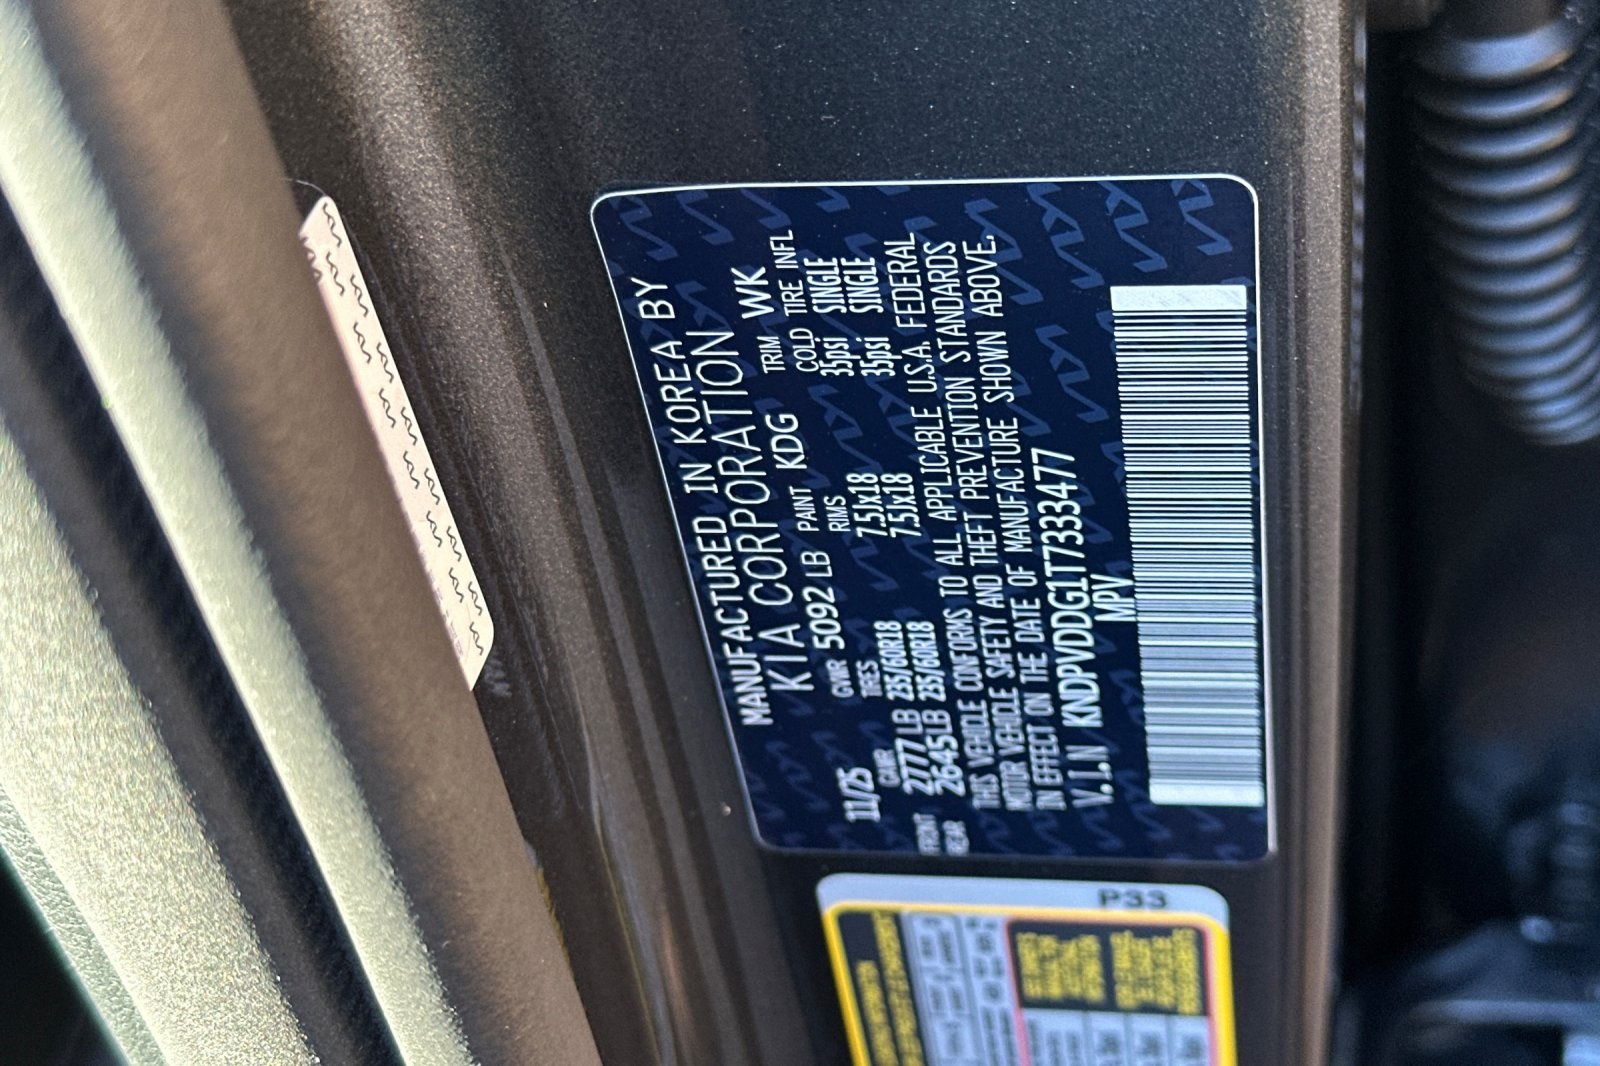 MANUFACTURED IN KOREA BY
KIA CORPORATION
11/25 GVWR 5092 LB PAINT KDG TRIM WK
GAWR TIRES RIMS COLD TIRE INFL
FRONT 2777 LB 235/60R18 7.5Jx18 35psi SINGLE
REAR 2645LB 235/60R18 7.5Jx18 35psi SINGLE
THIS VEHICLE CONFORMS TO ALL APPLICABLE U.S.A. FEDERAL
MOTOR VEHICLE SAFETY AND THEFT PREVENTION STANDARDS
IN EFFECT ON THE DATE OF MANUFACTURE SHOWN ABOVE.
V.I.N KNDPVDDG1T7333477
MPV
P33